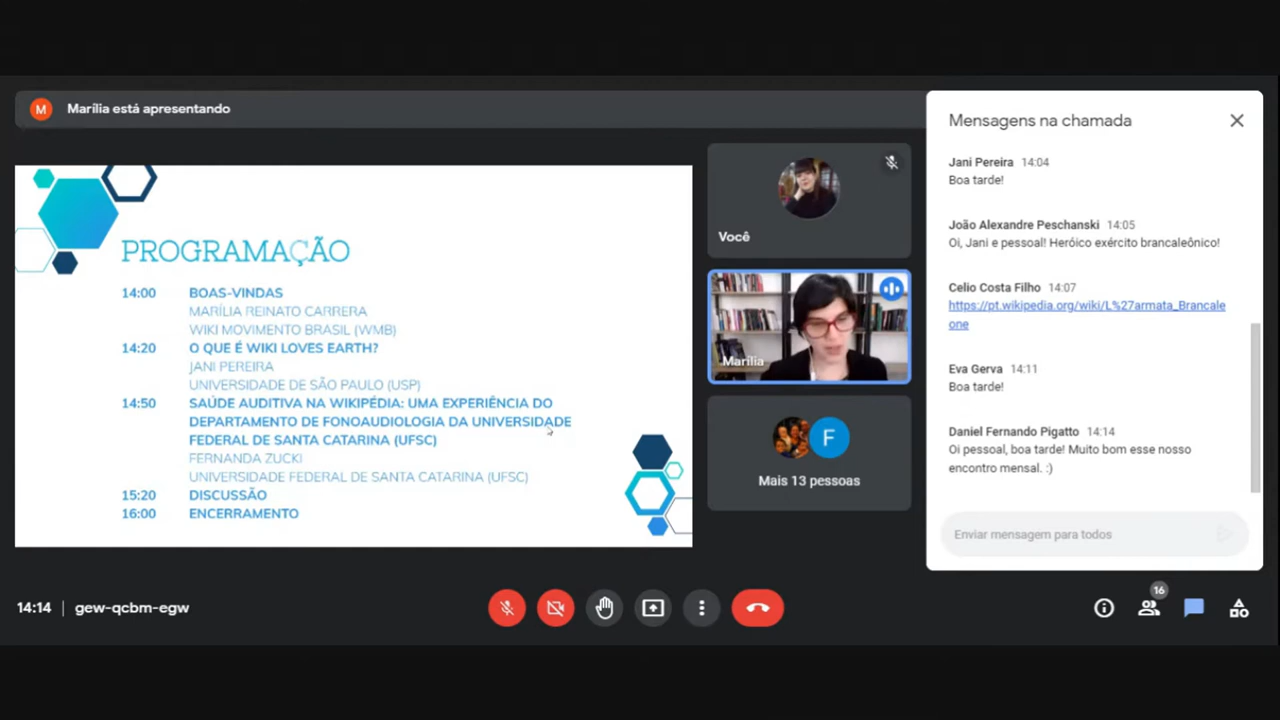 M
Marília está apresentando
PROGRAMAÇÃO
14:00 BOAS-VINDAS
MARÍLIA REINATO CARRERA
WIKI MOVIMENTO BRASIL (WMB)
14:20 O QUE É WIKI LOVES EARTH?
JANI PEREIRA
UNIVERSIDADE DE SÃO PAULO (USP)
14:50 SAÚDE AUDITIVA NA WIKIPÉDIA: UMA EXPERIÊNCIA DO
DEPARTAMENTO DE FONOAUDIOLOGIA DA UNIVERSIDADE
FEDERAL DE SANTA CATARINA (UFSC)
FERNANDA ZUCKI
UNIVERSIDADE FEDERAL DE SANTA CATARINA (UFSC)
15:20 DISCUSSÃO
16:00 ENCERRAMENTO
Você
Marília
F
Mais 13 pessoas
Mensagens na chamada
Jani Pereira 14:04
Boa tarde!
João Alexandre Peschanski 14:05
Oi, Jani e pessoal! Heróico exército brancaleônico!
Celio Costa Filho 14:07
https://pt.wikipedia.org/wiki/L%27armata_Brancale
one
Eva Gerva 14:11
Boa tarde!
Daniel Fernando Pigatto 14:14
Oi pessoal, boa tarde! Muito bom esse nosso
encontro mensal. :)
Enviar mensagem para todos
14:14 | gew-qcbm-egw
16